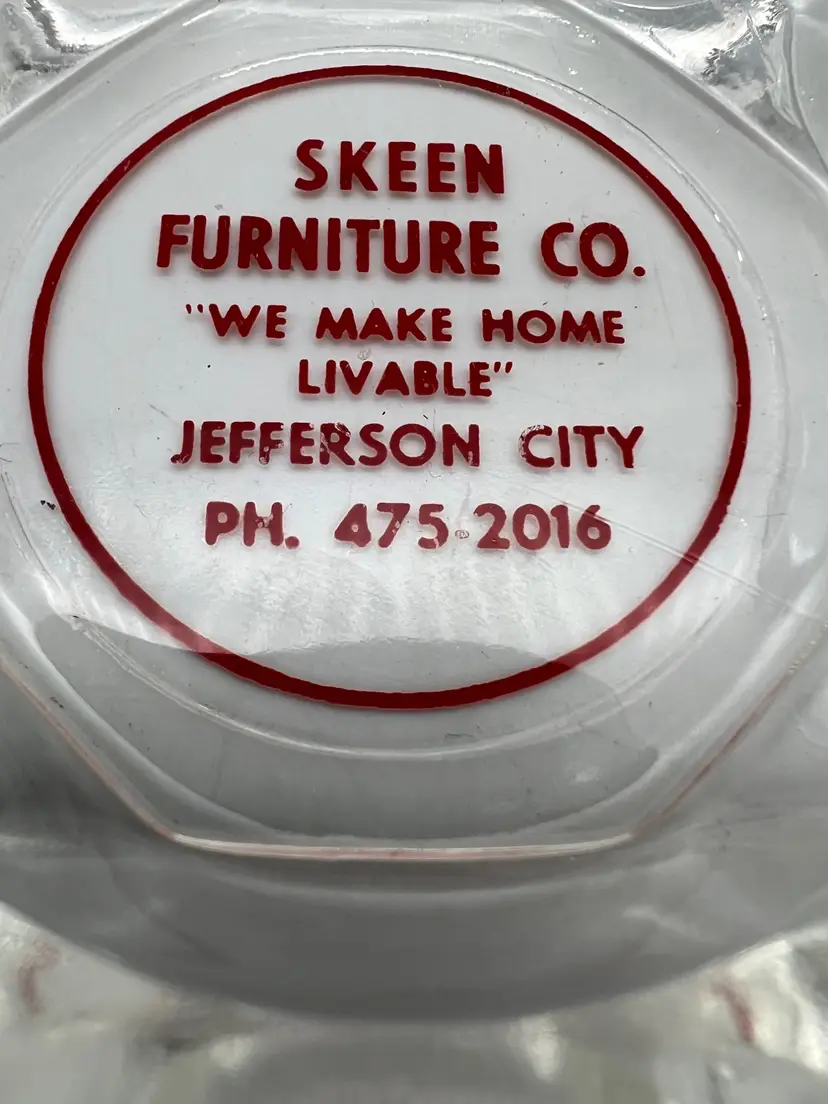 SKEEN
FURNITURE CO.
"WE MAKE HOME
LIVABLE"
JEFFERSON CITY
PH. 475-2016